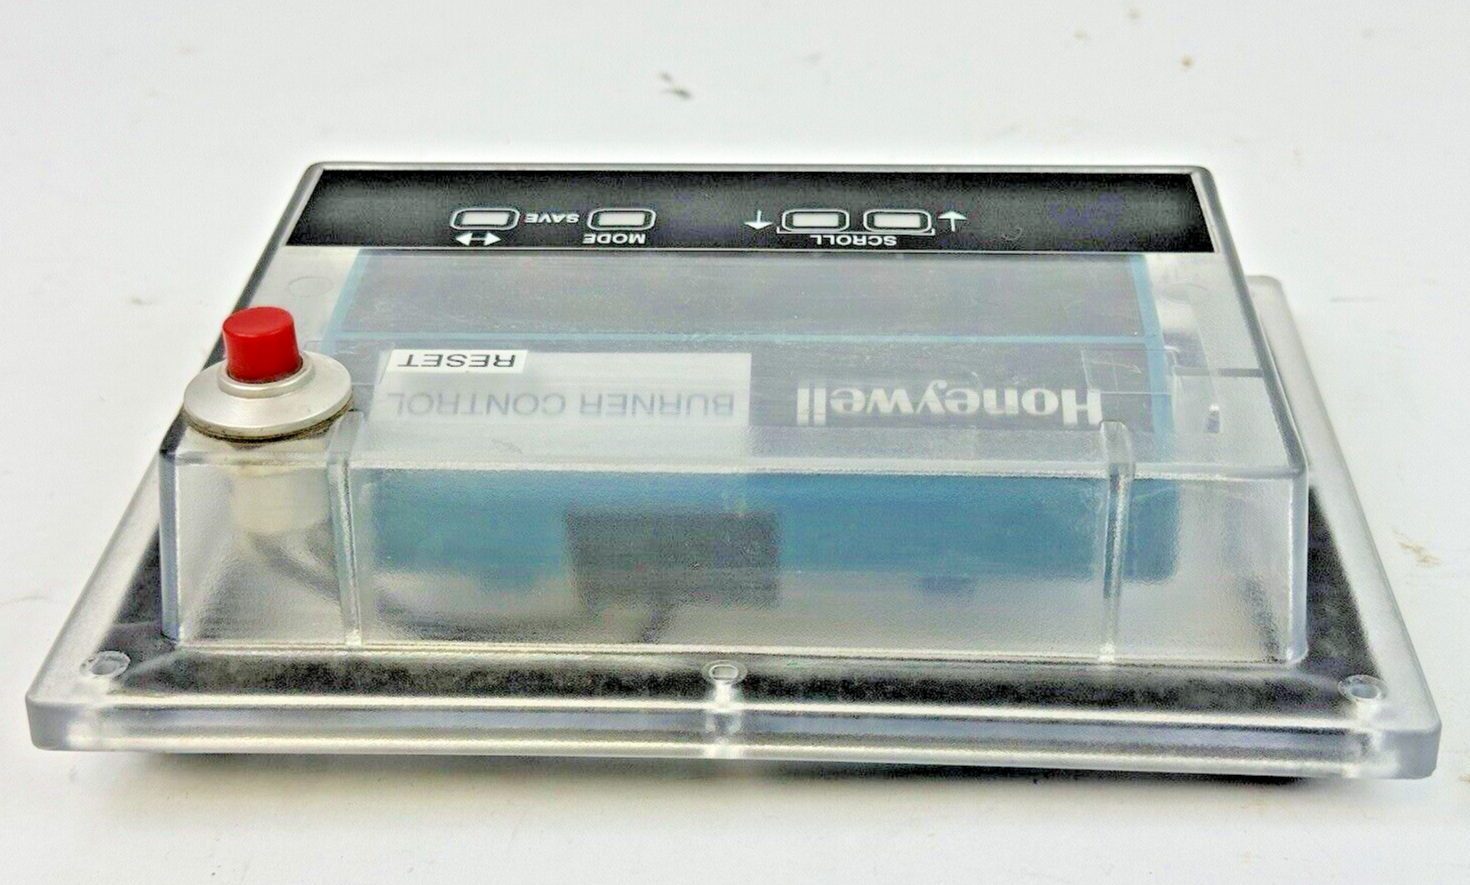 Honeywell
BURNER CONTROL
RESET
SCROLL
MODE
SAVE